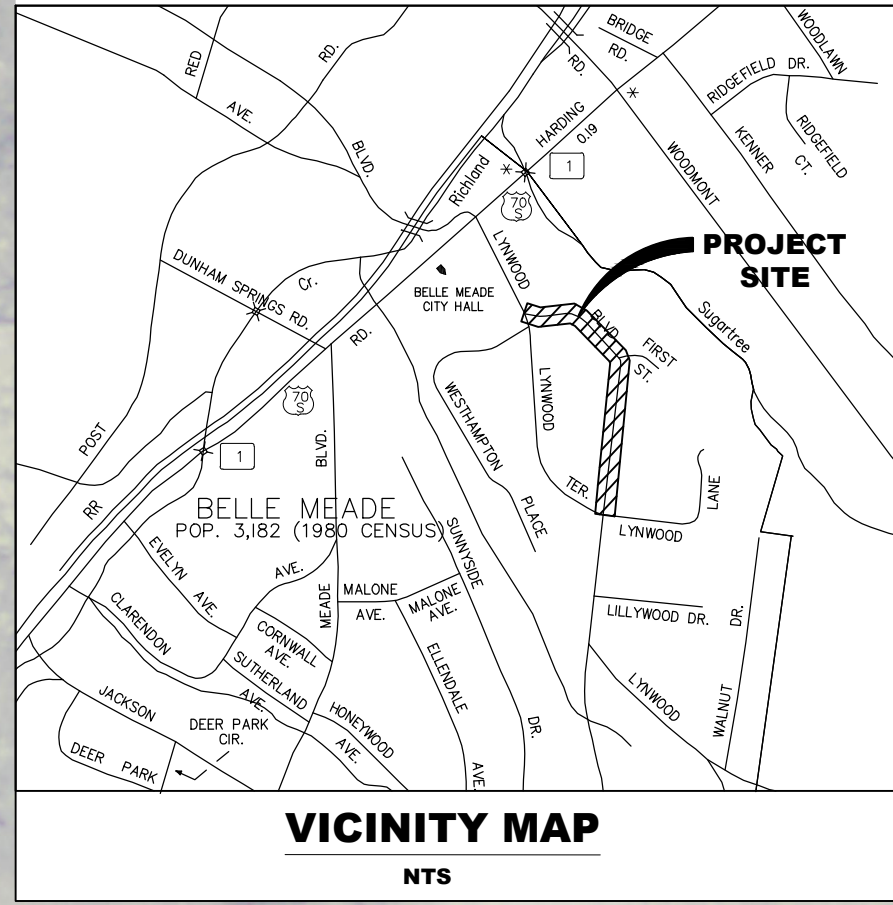 RED
RD.
BRIDGE
RD.
WOODLAWN
RIDGEFIELD DR.
AVE.
BLVD.
RD.
HARDING
0.19
KENNER
RIDGEFIELD
CT.
Richland
1
WOODMONT
70
S
LYNWOOD
PROJECT
SITE
DUNHAM SPRINGS RD.
Cr.
BELLE MEADE
CITY HALL
BLVD
Sugartree
FIRST
ST.
RD.
70
S
LYNWOOD
WESTHAMPTON
PLACE
POST
1
BLVD.
TER.
LANE
RR
BELLE MEADE
POP. 3,182 (1980 CENSUS)
SUNNYSIDE
LYNWOOD
EVELYN
AVE.
AVE.
MEADE
MALONE
AVE.
MALONE
AVE.
LILLYWOOD DR.
DR.
CLARENDON
CORNWALL
AVE.
SUTHERLAND
AVE.
ELLENDALE
LYNWOOD
WALNUT
JACKSON
DEER PARK
CIR.
HONEYWOOD
AVE.
DR.
DEER PARK
AVE.
VICINITY MAP
NTS